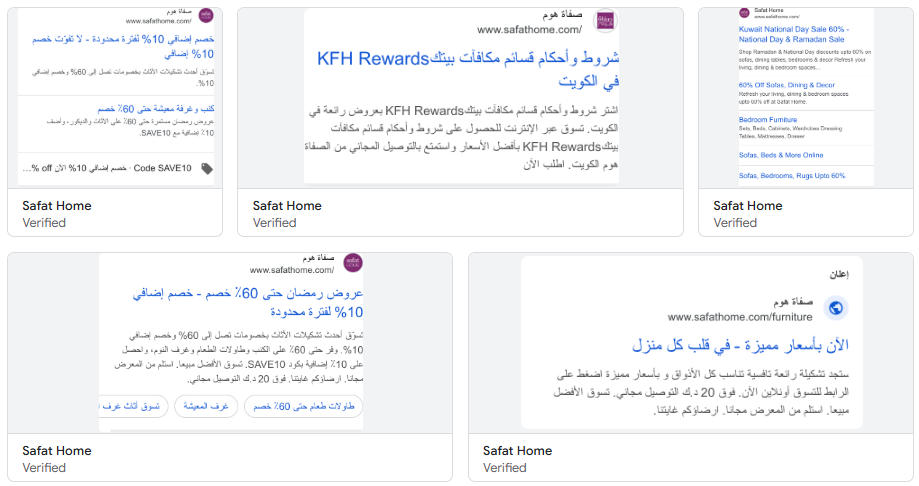 صفاة هوم
www.safathome.com/
خصم إضافي 10% لفترة محدودة - لا تفوّت خصم
10% إضافي
تسوّق أحدث تشكيلات الأثاث بخصومات تصل إلى 60% وخصم إضافي
10%.
كنب وغرفة معيشة حتى 60٪ خصم
عروض رمضان مستمرة حتى 60٪ على الاثاث والديكور، وأضف
10٪ إضافية مع SAVE10.
خصم إضافي 10% الآن · Code SAVE10 % off ...
Safat Home
Verified
صفاة هوم
www.safathome.com/
شروط وأحكام قسائم مكافآت بيتك KFH Rewards
في الكويت
اشترِ شروط وأحكام قسائم مكافآت بيتك KFH Rewards بعروض رائعة في
الكويت. تسوق عبر الإنترنت للحصول على شروط وأحكام قسائم مكافآت
بيتك KFH Rewards بأفضل الأسعار واستمتع بالتوصيل المجاني من الصفاة
هوم الكويت. اطلب الآن
Safat Home
Verified
Safat Home
www.safathome.com/
Kuwait National Day Sale 60% -
National Day & Ramadan Sale
Shop Ramadan & National Day discounts upto 60% on
sofas, dining tables, bedrooms & decor Refresh your
living, dining & bedroom spaces...
60% Off Sofas, Dining & Decor
Refresh your living, dining & bedroom spaces
upto 60% off at Safat Home.
Bedroom Furniture
Sets, Beds, Cabinets, Wardrobes Dressing
Tables, Mattresses, Drawer
Sofas, Beds & More Online
Sofas, Bedrooms, Rugs Upto 60%
Safat Home
Verified
صفاة هوم
www.safathome.com/
عروض رمضان حتى 60٪ خصم - خصم إضافي
10% لفترة محدودة
تسوّق أحدث تشكيلات الأثاث بخصومات تصل إلى 60% وخصم إضافي
10%. وفر حتى 60٪ على الكنب وطاولات الطعام وغرف النوم، واحصل
على 10٪ إضافية بكود SAVE10. تسوق الأفضل مبيعا. استلم من المعرض
مجانا. ارضاؤكم غايتنا. فوق 20 د.ك التوصيل مجاني.
طاولات طعام حتى 60٪ خصم
غرف المعيشة
تسوق أثاث غرف
Safat Home
Verified
إعلان
صفاة هوم
www.safathome.com/furniture
الآن بأسعار مميزة - في قلب كل منزل
ستجد تشكيلة رائعة تنافسية تناسب كل الأذواق و بأسعار مميزة اضغط على
الرابط للتسوق أونلاين الآن. فوق 20 د.ك التوصيل مجاني. تسوق الأفضل
مبيعا. استلم من المعرض مجانا. ارضاؤكم غايتنا.
Safat Home
Verified